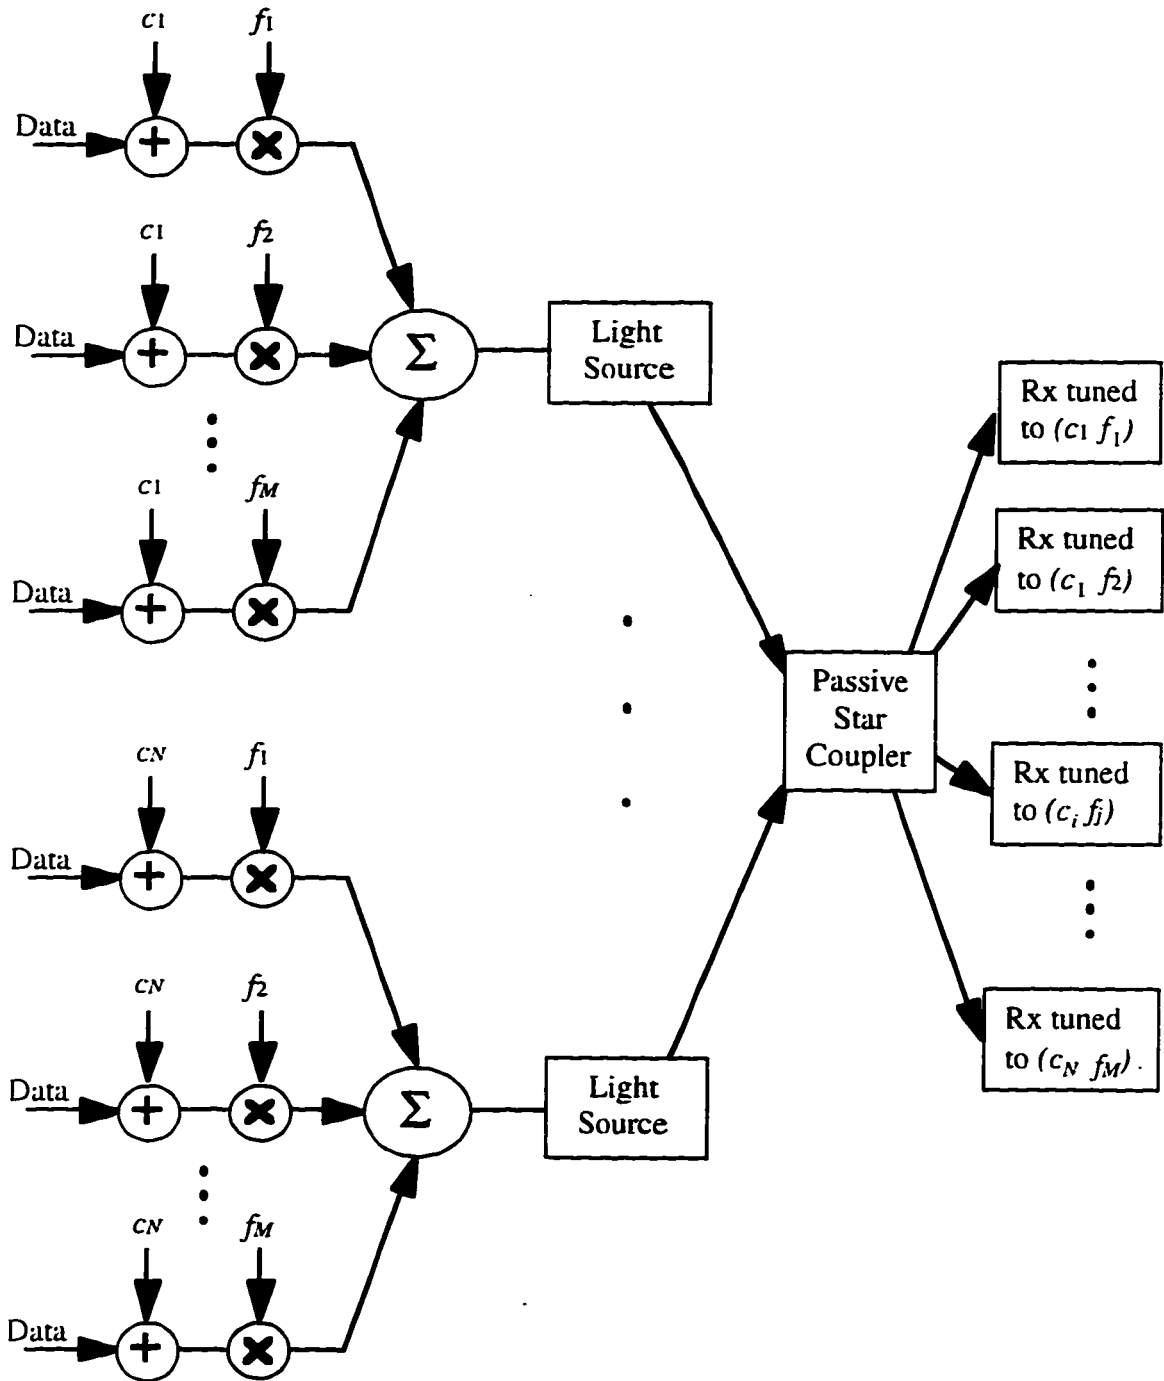 c1 f1
Data + ×
c1 f2
Data + × Σ
Light
Source
c1 fM
Data + ×
Rx tuned
to (c1 f1)
Rx tuned
to (c1 f2)
Passive
Star
Coupler
Rx tuned
to (ci fj)
Rx tuned
to (cN fM).
cN f1
Data + ×
cN f2
Data + × Σ
Light
Source
cN fM
Data + ×